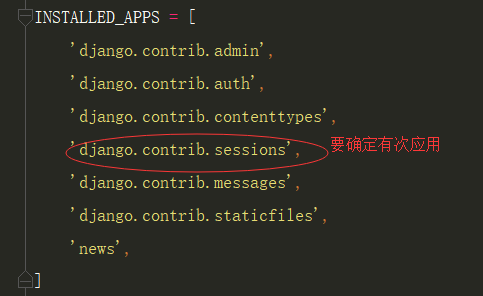 INSTALLED_APPS = [
'django.contrib.admin',
'django.contrib.auth',
'django.contrib.contenttypes',
'django.contrib.sessions', 要确定有次应用
'django.contrib.messages',
'django.contrib.staticfiles',
'news',
]